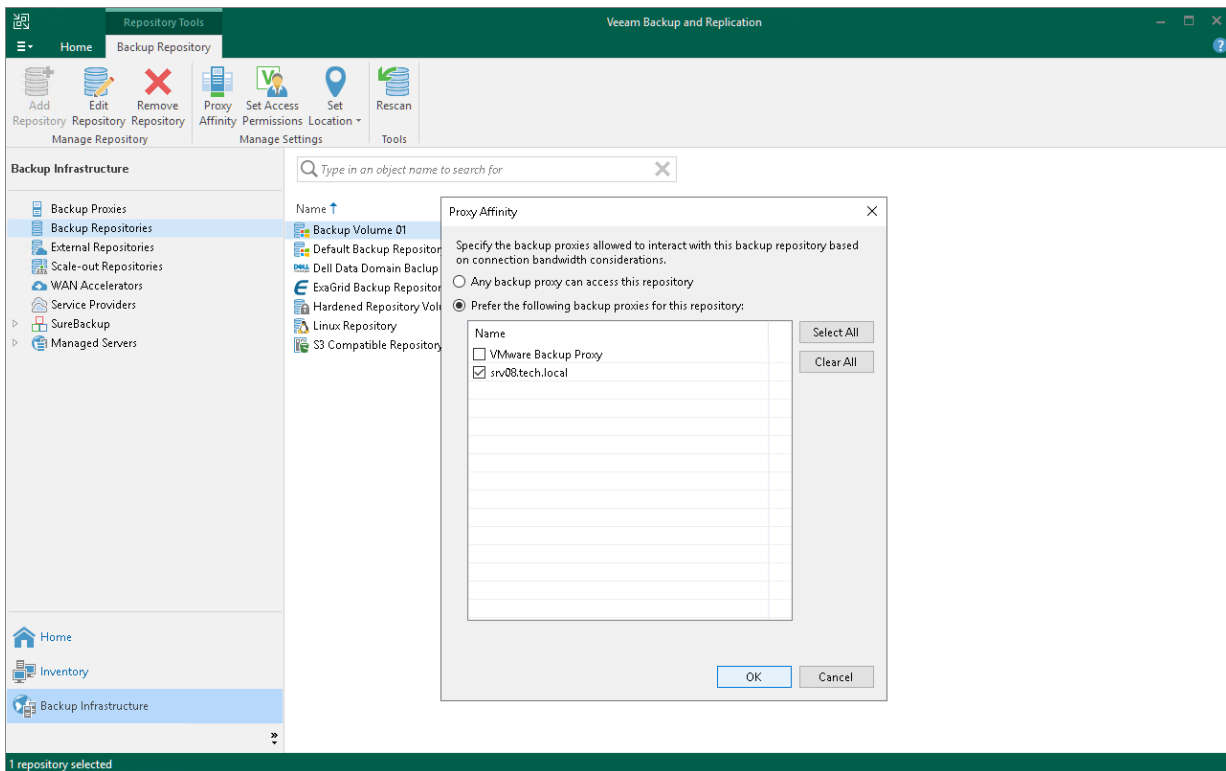 Repository Tools
Veeam Backup and Replication
Home
Backup Repository
Add Repository
Edit Repository
Remove Repository
Manage Repository
Proxy Affinity
Set Access Permissions
Set Location
Manage Settings
Rescan
Tools
Backup Infrastructure
Backup Proxies
Backup Repositories
External Repositories
Scale-out Repositories
WAN Accelerators
Service Providers
SureBackup
Managed Servers
Home
Inventory
Backup Infrastructure
Type in an object name to search for
Name
Backup Volume 01
Default Backup Repositor
DELL Dell Data Domain Baclup
ExaGrid Backup Repositor
Hardened Repository Volu
Linux Repository
S3 Compatible Repository
Proxy Affinity
Specify the backup proxies allowed to interact with this backup repository based
on connection bandwidth considerations.
Any backup proxy can access this repository
Prefer the following backup proxies for this repository:
Name
VMware Backup Proxy
srv08.tech.local
Select All
Clear All
OK
Cancel
1 repository selected